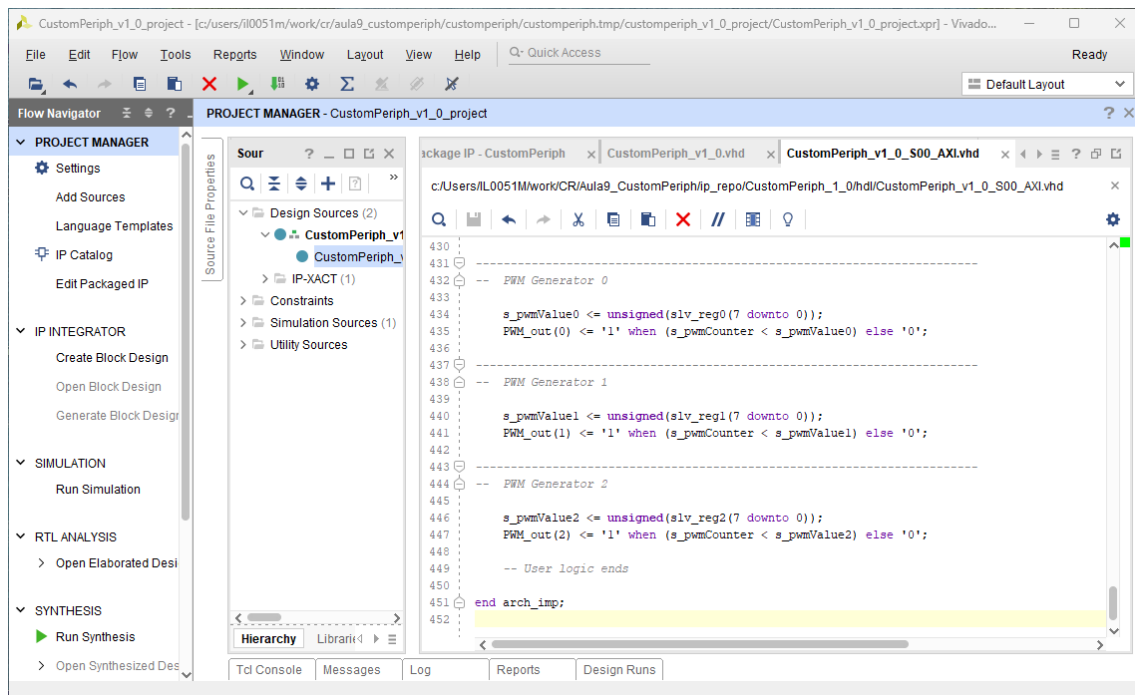 CustomPeriph_v1_0_project - [c:/users/il0051m/work/cr/aula9_customperiph/customperiph/customperiph.tmp/customperiph_v1_0_project/CustomPeriph_v1_0_project.xpr] - Vivado...
File Edit Flow Tools Reports Window Layout View Help Quick Access Ready
Default Layout
Flow Navigator
PROJECT MANAGER - CustomPeriph_v1_0_project
PROJECT MANAGER
Settings
Add Sources
Language Templates
IP Catalog
Edit Packaged IP
IP INTEGRATOR
Create Block Design
Open Block Design
Generate Block Design
SIMULATION
Run Simulation
RTL ANALYSIS
Open Elaborated Desi
SYNTHESIS
Run Synthesis
Open Synthesized Des
Source File Properties
Sour
Design Sources (2)
CustomPeriph_v1
CustomPeriph_v
IP-XACT (1)
Constraints
Simulation Sources (1)
Utility Sources
Hierarchy Librarie
ackage IP - CustomPeriph CustomPeriph_v1_0.vhd CustomPeriph_v1_0_S00_AXI.vhd
c:/Users/IL0051M/work/CR/Aula9_CustomPeriph/ip_repo/CustomPeriph_1_0/hdl/CustomPeriph_v1_0_S00_AXI.vhd
430
431 ---------------------------------------------------------------------------
432 -- PWM Generator 0
433
434 s_pwmValue0 <= unsigned(slv_reg0(7 downto 0));
435 PWM_out(0) <= '1' when (s_pwmCounter < s_pwmValue0) else '0';
436
437 ---------------------------------------------------------------------------
438 -- PWM Generator 1
439
440 s_pwmValue1 <= unsigned(slv_reg1(7 downto 0));
441 PWM_out(1) <= '1' when (s_pwmCounter < s_pwmValue1) else '0';
442
443 ---------------------------------------------------------------------------
444 -- PWM Generator 2
445
446 s_pwmValue2 <= unsigned(slv_reg2(7 downto 0));
447 PWM_out(2) <= '1' when (s_pwmCounter < s_pwmValue2) else '0';
448
449 -- User logic ends
450
451 end arch_imp;
452
Tcl Console Messages Log Reports Design Runs